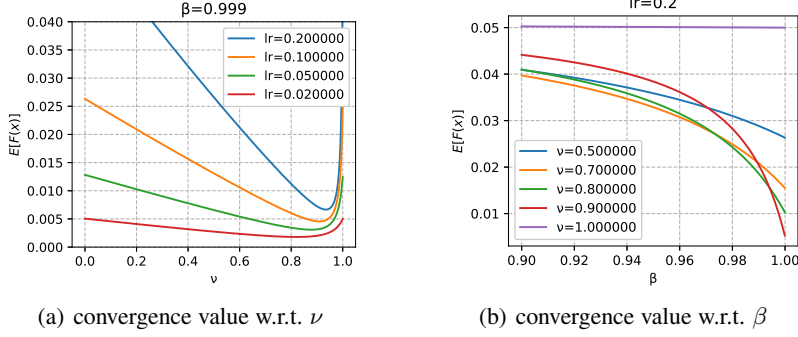 β=0.999
0.040
0.035
0.030
0.025
0.020
0.015
0.010
0.005
0.000
E[F(x)]
lr=0.200000
lr=0.100000
lr=0.050000
lr=0.020000
0.0 0.2 0.4 0.6 0.8 1.0
ν
(a) convergence value w.r.t. ν
lr=0.2
0.05
0.04
0.03
0.02
0.01
E[F(x)]
ν=0.500000
ν=0.700000
ν=0.800000
ν=0.900000
ν=1.000000
0.90 0.92 0.94 0.96 0.98 1.00
β
(b) convergence value w.r.t. β